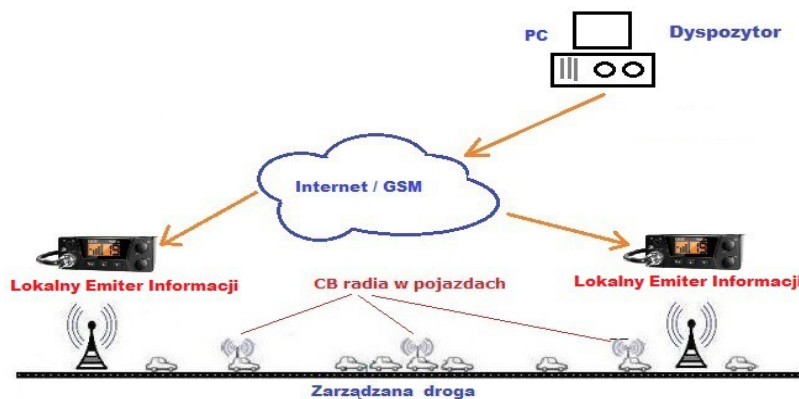 PC
Dyspozytor
Internet / GSM
Lokalny Emiter Informacji
CB radia w pojazdach
Lokalny Emiter Informacji
Zarządzana droga